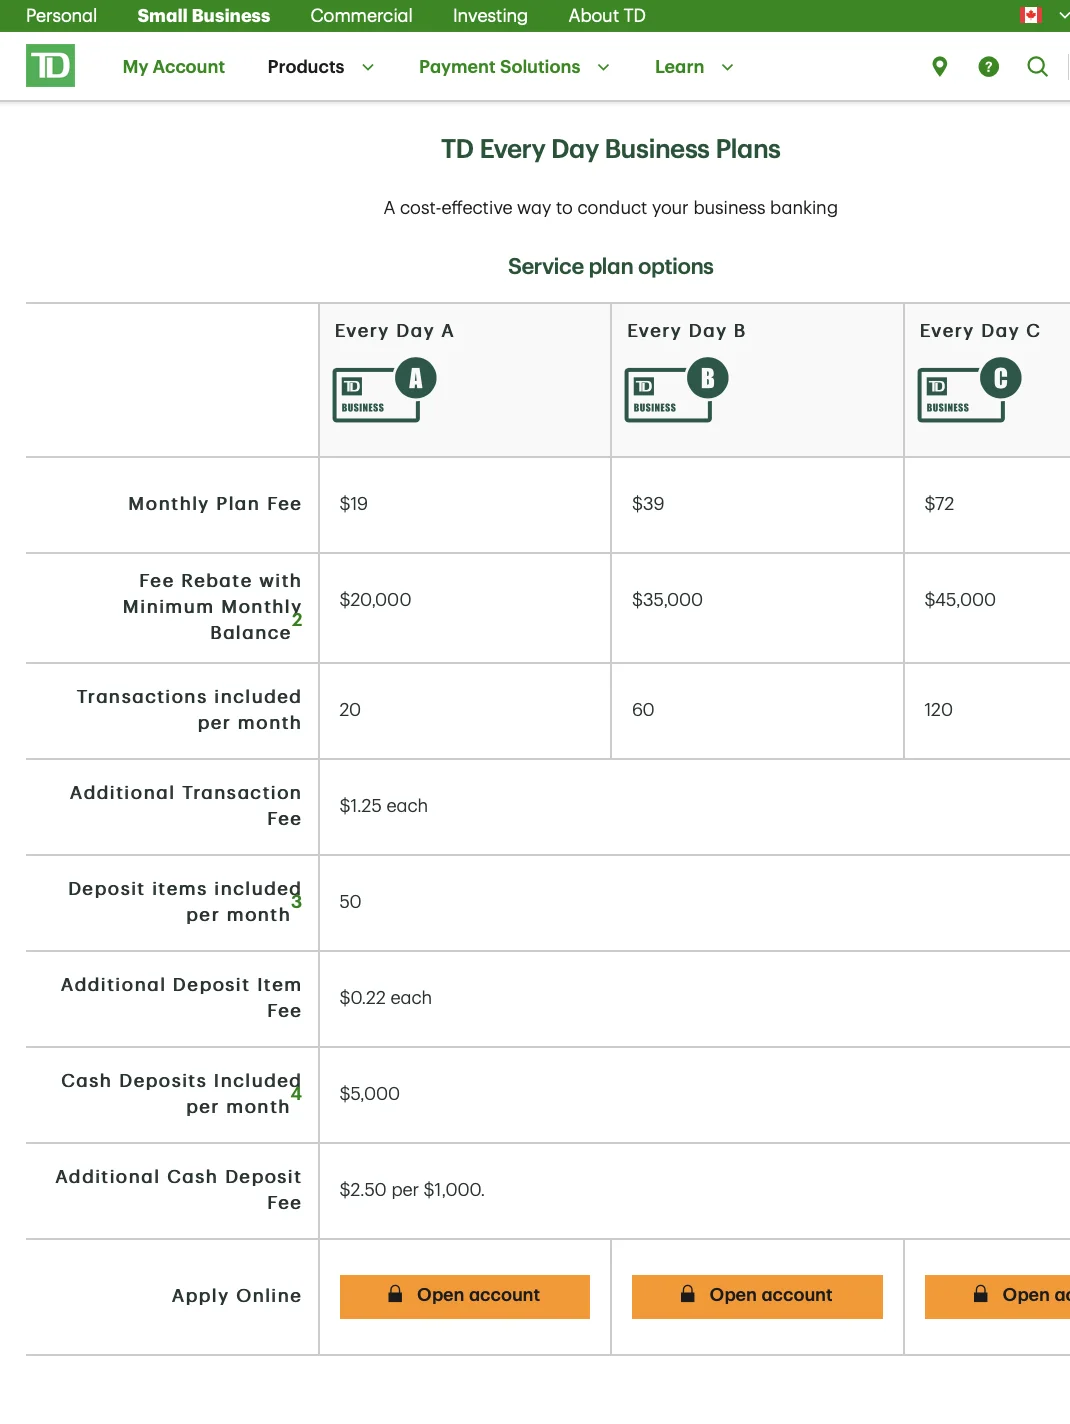 Personal Small Business Commercial Investing About TD
TD My Account Products Payment Solutions Learn ?
TD Every Day Business Plans
A cost-effective way to conduct your business banking
Service plan options
Every Day A Every Day B Every Day C
TD BUSINESS A TD BUSINESS B TD BUSINESS C
Monthly Plan Fee $19 $39 $72
Fee Rebate with
Minimum Monthly
Balance 2 $20,000 $35,000 $45,000
Transactions included
per month 20 60 120
Additional Transaction
Fee $1.25 each
Deposit items included
per month 3 50
Additional Deposit Item
Fee $0.22 each
Cash Deposits Included
per month 4 $5,000
Additional Cash Deposit
Fee $2.50 per $1,000.
Apply Online Open account Open account Open